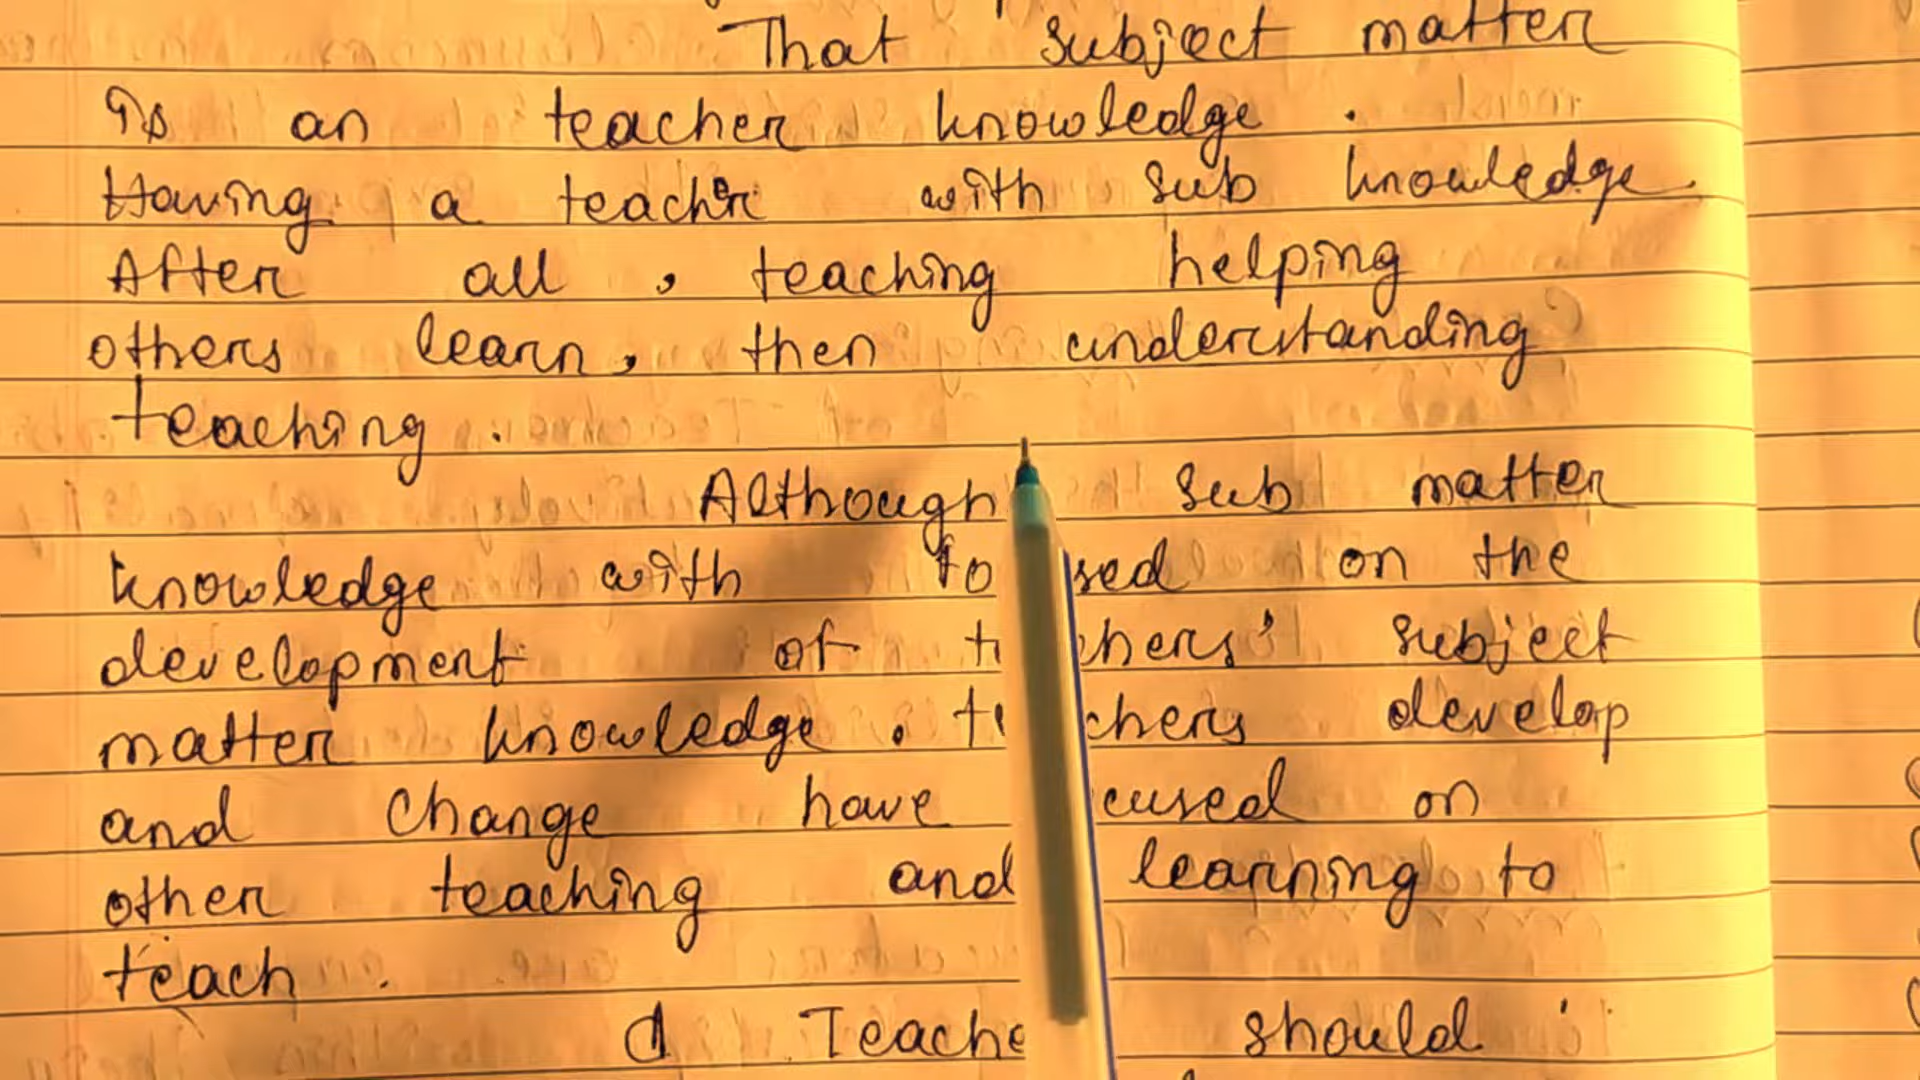 That subject matter
is an teacher knowledge .
Having a teacher with sub knowledge.
After all , teaching helping
others learn , then understanding
teaching .
Although sub matter
knowledge with on the
development of subject
matter knowledge . develop
and change have on
other teaching and learning to
teach .
should